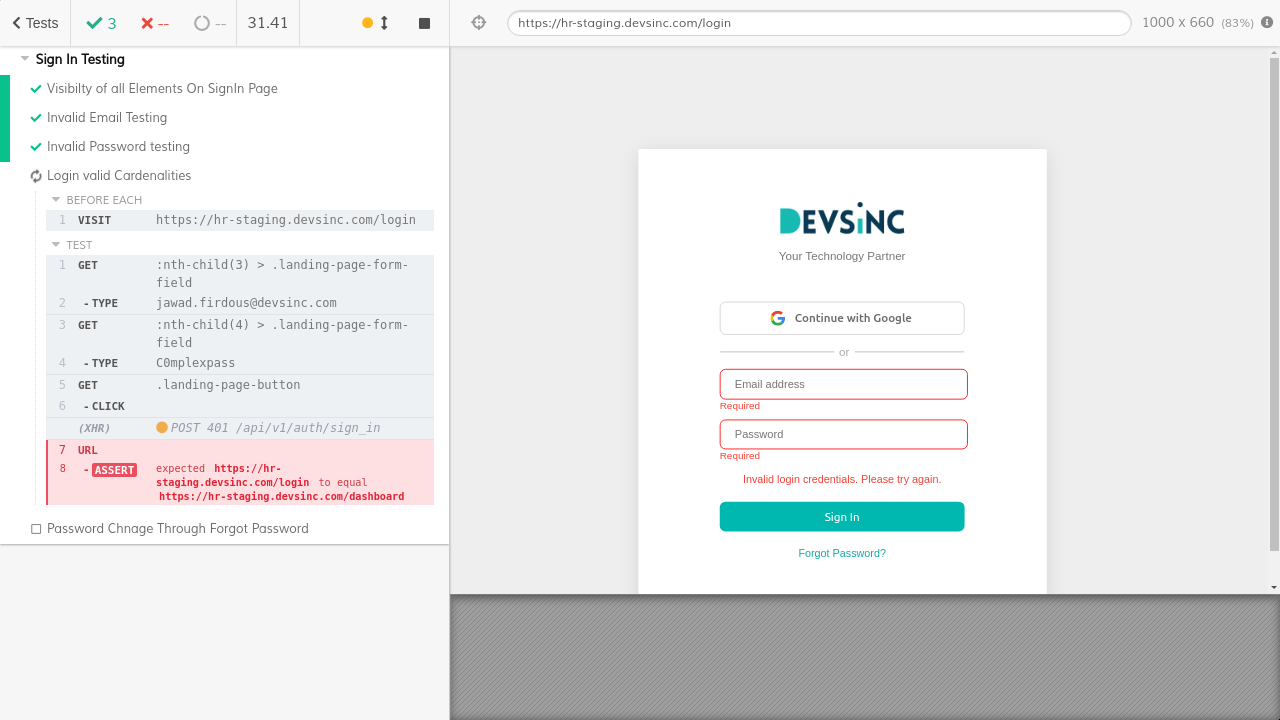 Tests
3
--
--
31.41
https://hr-staging.devsinc.com/login
1000 x 660 (83%)
Sign In Testing
Visibilty of all Elements On SignIn Page
Invalid Email Testing
Invalid Password testing
Login valid Cardenalities
BEFORE EACH
1 VISIT https://hr-staging.devsinc.com/login
TEST
1 GET :nth-child(3) > .landing-page-form-
field
2 - TYPE jawad.firdous@devsinc.com
3 GET :nth-child(4) > .landing-page-form-
field
4 - TYPE C0mplexpass
5 GET .landing-page-button
6 - CLICK
(XHR) POST 401 /api/v1/auth/sign_in
7 URL
8 - ASSERT expected https://hr-
staging.devsinc.com/login to equal
https://hr-staging.devsinc.com/dashboard
Password Chnage Through Forgot Password
DEVSINC
Your Technology Partner
Continue with Google
or
Email address
Required
Password
Required
Invalid login credentials. Please try again.
Sign In
Forgot Password?